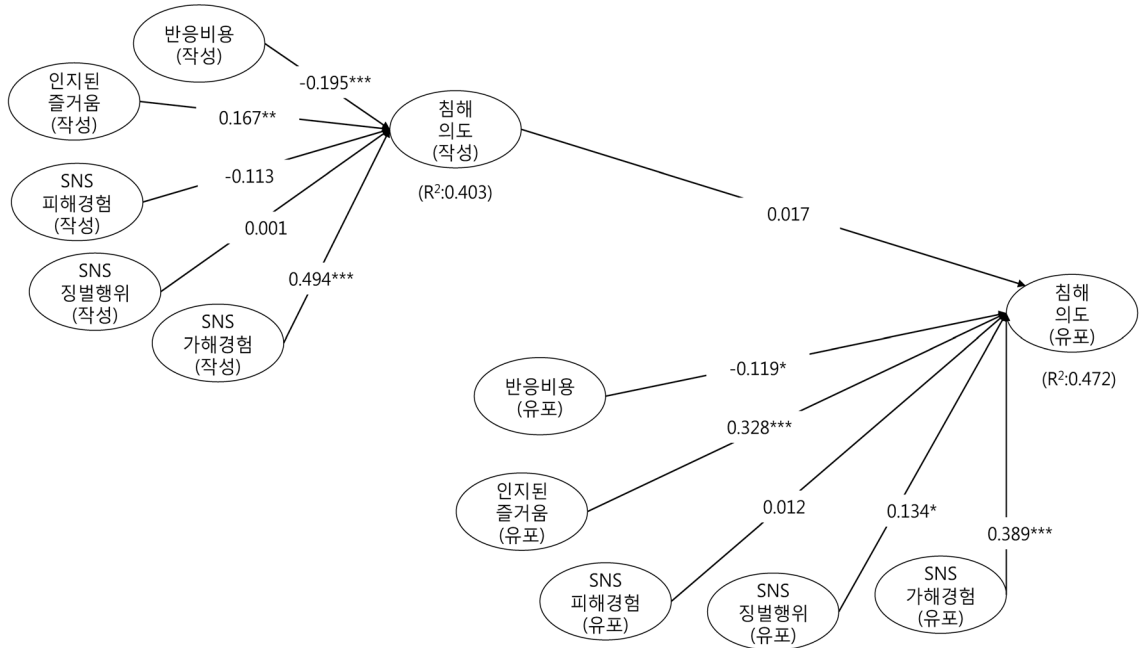 반응비용
(작성)
-0.195***
인지된
즐거움
(작성)
0.167**
침해
의도
(작성)
(R²:0.403)
SNS
피해경험
(작성)
-0.113
SNS
징벌행위
(작성)
0.001
SNS
가해경험
(작성)
0.494***
0.017
침해
의도
(유포)
(R²:0.472)
반응비용
(유포)
-0.119*
인지된
즐거움
(유포)
0.328***
SNS
피해경험
(유포)
0.012
SNS
징벌행위
(유포)
0.134*
SNS
가해경험
(유포)
0.389***